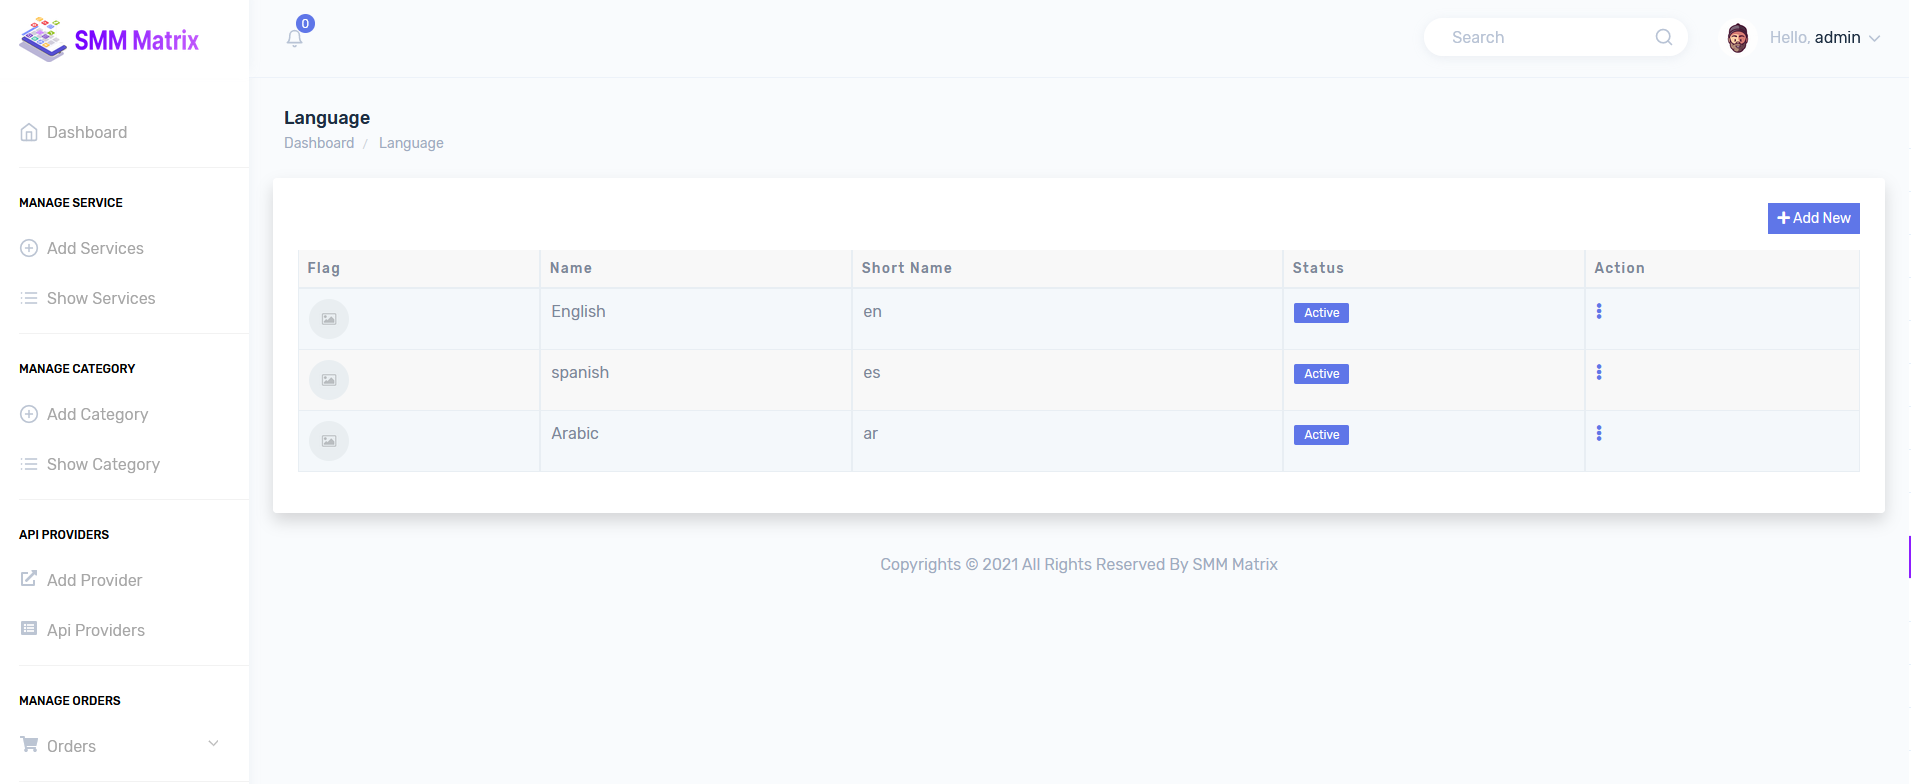 SMM Matrix
0
Search
Hello, admin
Dashboard
MANAGE SERVICE
Add Services
Show Services
MANAGE CATEGORY
Add Category
Show Category
API PROVIDERS
Add Provider
Api Providers
MANAGE ORDERS
Orders
Language
Dashboard / Language
Add New
Flag Name Short Name Status Action
English en Active
spanish es Active
Arabic ar Active
Copyrights © 2021 All Rights Reserved By SMM Matrix